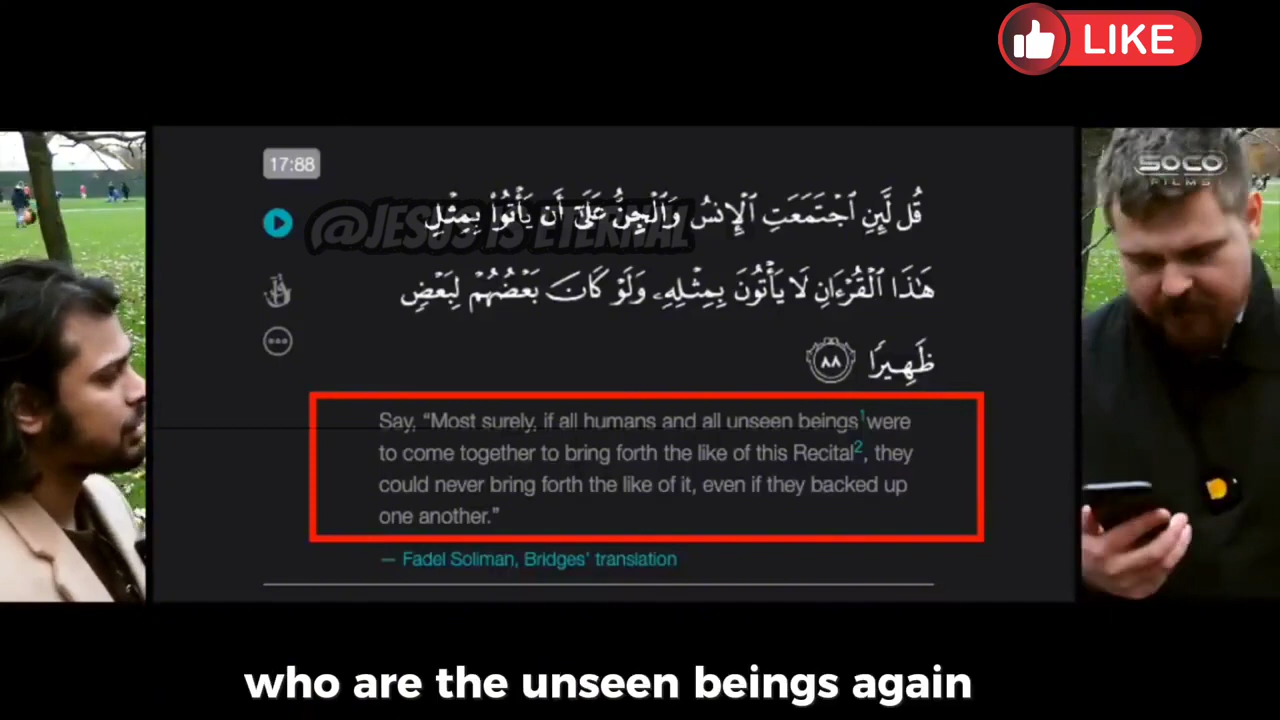 LIKE
17:88
SOCO
FILMS
قُل لَّئِنِ ٱجْتَمَعَتِ ٱلْإِنسُ وَٱلْجِنُّ عَلَىٰٓ أَن يَأْتُوا۟ بِمِثْلِ
@JESUS IS ETERNAL
هَٰذَا ٱلْقُرْءَانِ لَا يَأْتُونَ بِمِثْلِهِۦ وَلَوْ كَانَ بَعْضُهُمْ لِبَعْضٍ
ظَهِيرًا ٨٨
Say, “Most surely, if all humans and all unseen beings1 were
to come together to bring forth the like of this Recital2, they
could never bring forth the like of it, even if they backed up
one another.”
— Fadel Soliman, Bridges’ translation
who are the unseen beings again